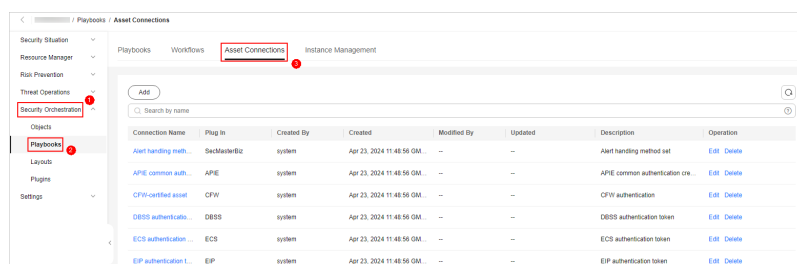 / Playbooks / Asset Connections
Security Situation
Resource Manager
Risk Prevention
Threat Operations
1
Security Orchestration
Objects
Playbooks
2
Layouts
Plugins
Settings
Playbooks Workflows Asset Connections Instance Management
3
Add
Search by name
Connection Name Plug In Created By Created Modified By Updated Description Operation
Alert handling meth... SecMasterBiz system Apr 23, 2024 11:48:56 GM... -- -- Alert handling method set Edit Delete
APIE common auth... APIE system Apr 23, 2024 11:48:56 GM... -- -- APIE common authentication cre... Edit Delete
CFW-certified asset CFW system Apr 23, 2024 11:48:56 GM... -- -- CFW authentication Edit Delete
DBSS authenticatio... DBSS system Apr 23, 2024 11:48:56 GM... -- -- DBSS authentication token Edit Delete
ECS authentication ... ECS system Apr 23, 2024 11:48:56 GM... -- -- ECS authentication token Edit Delete
EIP authentication t... EIP system Apr 23, 2024 11:48:56 GM... -- -- EIP authentication token Edit Delete